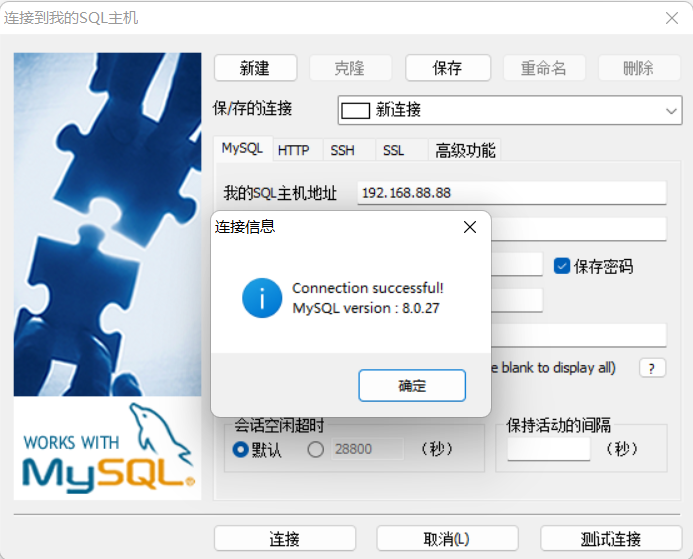 连接到我的SQL主机
新建 克隆 保存 重命名 删除
保/存的连接 新连接
MySQL HTTP SSH SSL 高级功能
我的SQL主机地址 192.168.88.88
连接信息
保存密码
Connection successful!
MySQL version : 8.0.27
e blank to display all) ?
确定
会话空闲超时 保持活动的间隔
默认 28800 (秒) (秒)
WORKS WITH
MySQL®
连接 取消(L) 测试连接